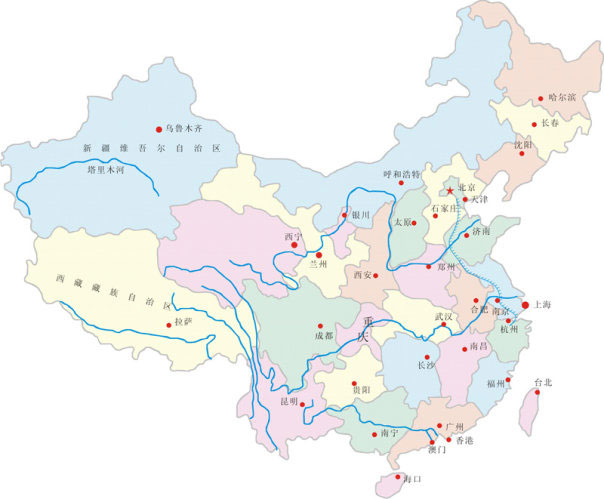 哈尔滨
长春
沈阳
乌鲁木齐
新疆维吾尔自治区
塔里木河
呼和浩特
北京
天津
石家庄
银川
太原
济南
西宁
兰州
西安
郑州
西藏藏族自治区
拉萨
成都
重庆
武汉
合肥
南京
上海
杭州
南昌
长沙
贵阳
福州
台北
昆明
南宁
广州
香港
澳门
海口